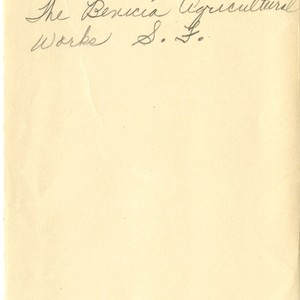 The Benicia Agricultural
Works S. F.